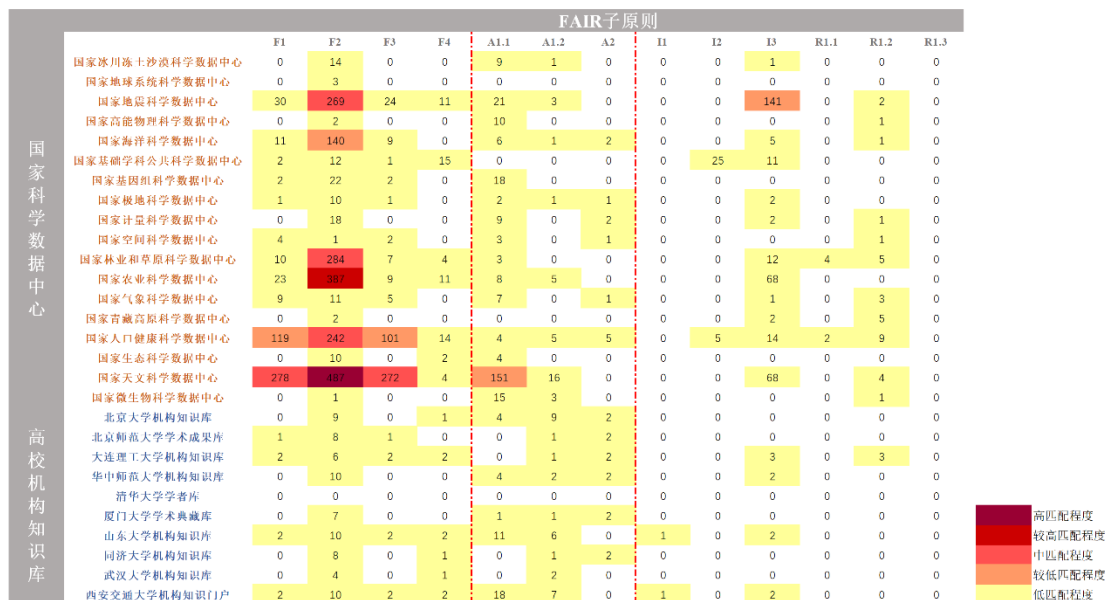 FAIR子原则
F1 F2 F3 F4 A1.1 A1.2 A2 I1 I2 I3 R1.1 R1.2 R1.3
国家科学数据中心
国家冰川冻土沙漠科学数据中心 0 14 0 0 9 1 0 0 0 1 0 0 0
国家地球系统科学数据中心 0 3 0 0 0 0 0 0 0 0 0 0 0
国家地震科学数据中心 30 269 24 11 21 3 0 0 0 141 0 2 0
国家高能物理科学数据中心 0 2 0 0 10 0 0 0 0 0 0 1 0
国家海洋科学数据中心 11 140 9 0 6 1 2 0 0 5 0 1 0
国家基础学科公共科学数据中心 2 12 1 15 0 0 0 0 25 11 0 0 0
国家基因组科学数据中心 2 22 2 0 18 0 0 0 0 0 0 0 0
国家极地科学数据中心 1 10 1 0 2 1 1 0 0 2 0 0 0
国家计量科学数据中心 0 18 0 0 9 0 2 0 0 2 0 1 0
国家空间科学数据中心 4 1 2 0 3 0 1 0 0 0 0 1 0
国家林业和草原科学数据中心 10 284 7 4 3 0 0 0 0 12 4 5 0
国家农业科学数据中心 23 387 9 11 8 5 0 0 0 68 0 0 0
国家气象科学数据中心 9 11 5 0 7 0 1 0 0 1 0 3 0
国家青藏高原科学数据中心 0 2 0 0 0 0 0 0 0 2 0 5 0
国家人口健康科学数据中心 119 242 101 14 4 5 5 0 5 14 2 9 0
国家生态科学数据中心 0 10 0 2 4 0 0 0 0 0 0 0 0
国家天文科学数据中心 278 487 272 4 151 16 0 0 0 68 0 4 0
国家微生物科学数据中心 0 1 0 0 15 3 0 0 0 0 0 1 0
高校机构知识库
北京大学机构知识库 0 9 0 1 4 9 2 0 0 0 0 0 0
北京师范大学学术成果库 1 8 1 0 0 1 2 0 0 0 0 0 0
大连理工大学机构知识库 2 6 2 2 0 1 2 0 0 3 0 3 0
华中师范大学机构知识库 0 10 0 0 4 2 2 0 0 2 0 0 0
清华大学学者库 0 0 0 0 0 0 0 0 0 0 0 0 0
厦门大学学术典藏库 0 7 0 0 1 1 2 0 0 0 0 0 0
山东大学机构知识库 2 10 2 2 11 6 0 1 0 2 0 0 0
同济大学机构知识库 0 8 0 1 0 1 2 0 0 0 0 0 0
武汉大学机构知识库 0 4 0 1 0 2 0 0 0 0 0 0 0
西安交通大学机构知识门户 2 10 2 2 18 7 0 1 0 2 0 0 0
高匹配程度
较高匹配程度
中匹配程度
较低匹配程度
低匹配程度